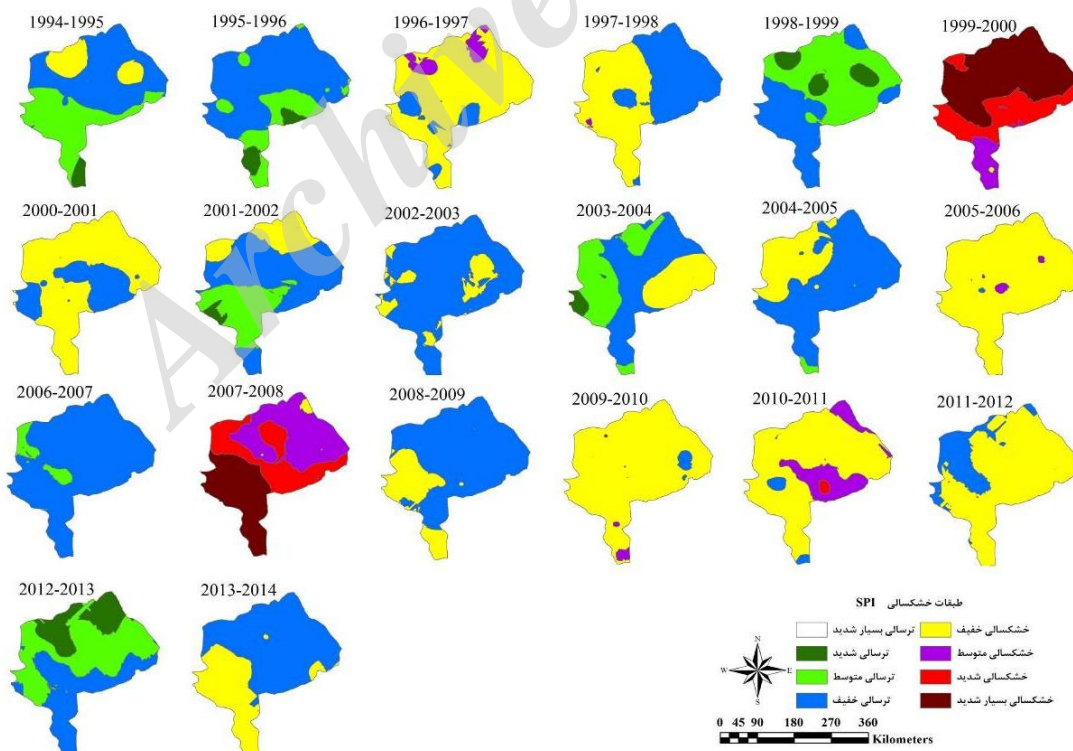 1994-1995
1995-1996
1996-1997
1997-1998
1998-1999
1999-2000
2000-2001
2001-2002
2002-2003
2003-2004
2004-2005
2005-2006
2006-2007
2007-2008
2008-2009
2009-2010
2010-2011
2011-2012
2012-2013
2013-2014
طبقات خشکسالی SPI
ترسالی بسیار شدید
خشکسالی خفیف
ترسالی شدید
خشکسالی متوسط
ترسالی متوسط
خشکسالی شدید
ترسالی خفیف
خشکسالی بسیار شدید
N
W E
S
0 45 90 180 270 360
Kilometers
Archive